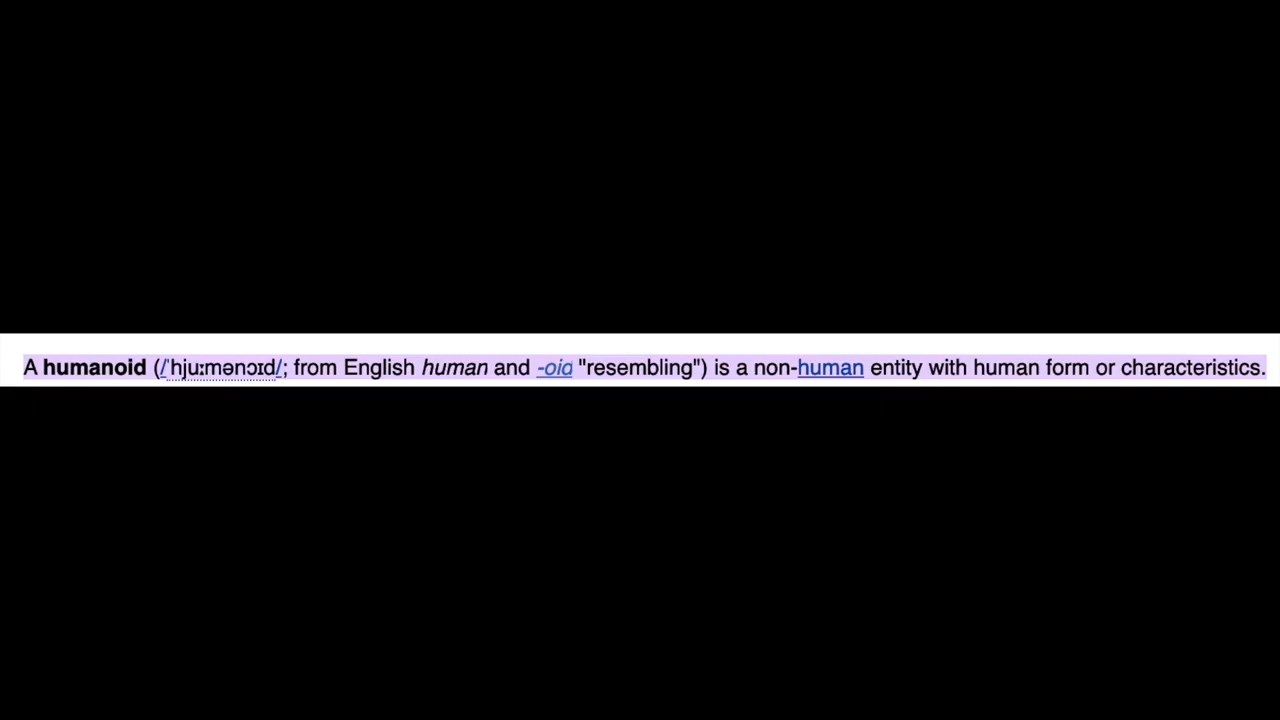 A humanoid (/ˈhjuːmənɔɪd/; from English human and -oid "resembling") is a non-human entity with human form or characteristics.